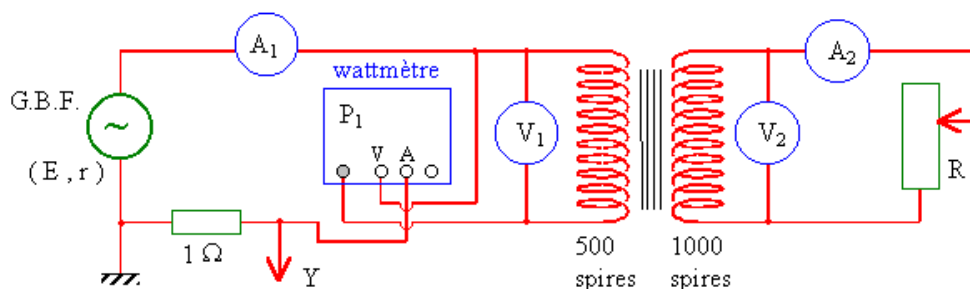 A1
wattmètre
A2
G.B.F.
~
P1
V A
V1
V2
( E , r )
R
1 Ω
Y
500
spires
1000
spires